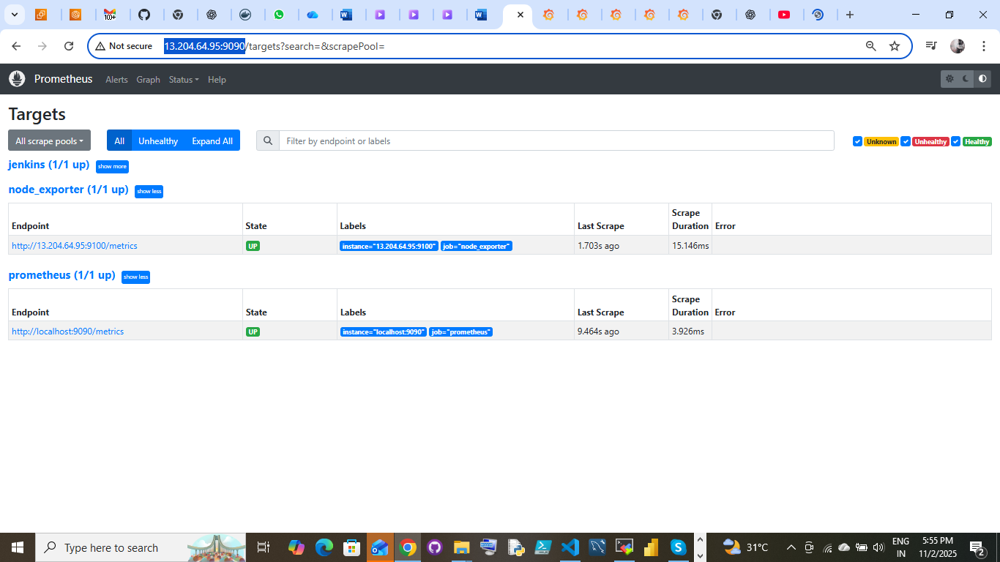 100+
Not secure 13.204.64.95:9090/targets?search=&scrapePool=
Prometheus Alerts Graph Status Help
Targets
All scrape pools All Unhealthy Expand All Filter by endpoint or labels Unknown Unhealthy Healthy
jenkins (1/1 up) show more
node_exporter (1/1 up) show less
Endpoint State Labels Last Scrape Scrape Duration Error
http://13.204.64.95:9100/metrics UP instance="13.204.64.95:9100" job="node_exporter" 1.703s ago 15.146ms
prometheus (1/1 up) show less
Endpoint State Labels Last Scrape Scrape Duration Error
http://localhost:9090/metrics UP instance="localhost:9090" job="prometheus" 9.464s ago 3.926ms
Type here to search 31°C ENG IN 5:55 PM 11/2/2025 2